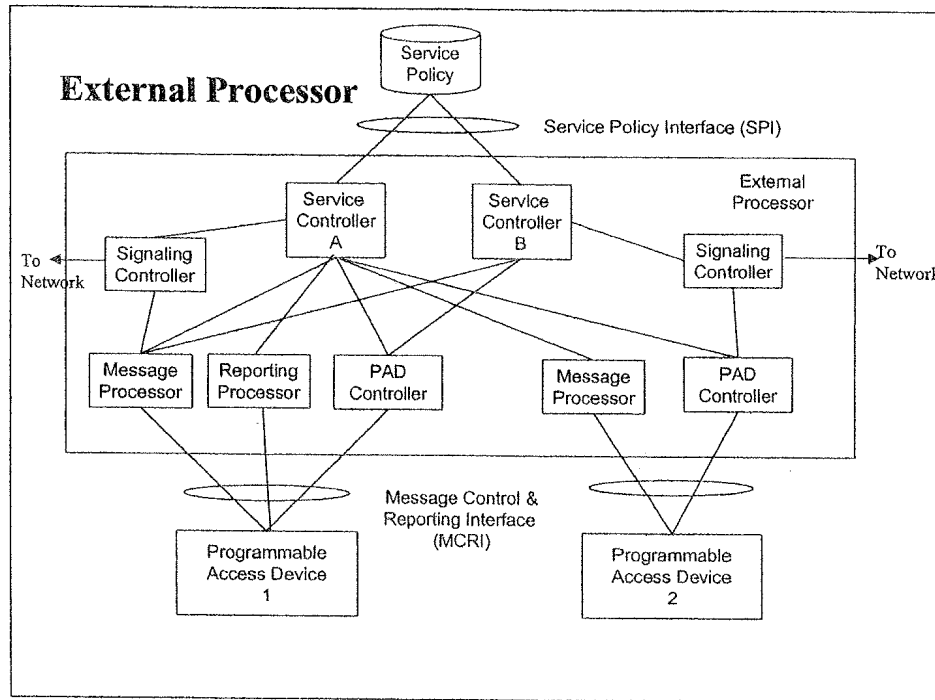 Service
Policy
External Processor
Service Policy Interface (SPI)
External
Processor
Service
Controller
A
Service
Controller
B
Signaling
Controller
Signaling
Controller
To
Network
To
Network
Message
Processor
Reporting
Processor
PAD
Controller
Message
Processor
PAD
Controller
Message Control &
Reporting Interface
(MCRI)
Programmable
Access Device
1
Programmable
Access Device
2